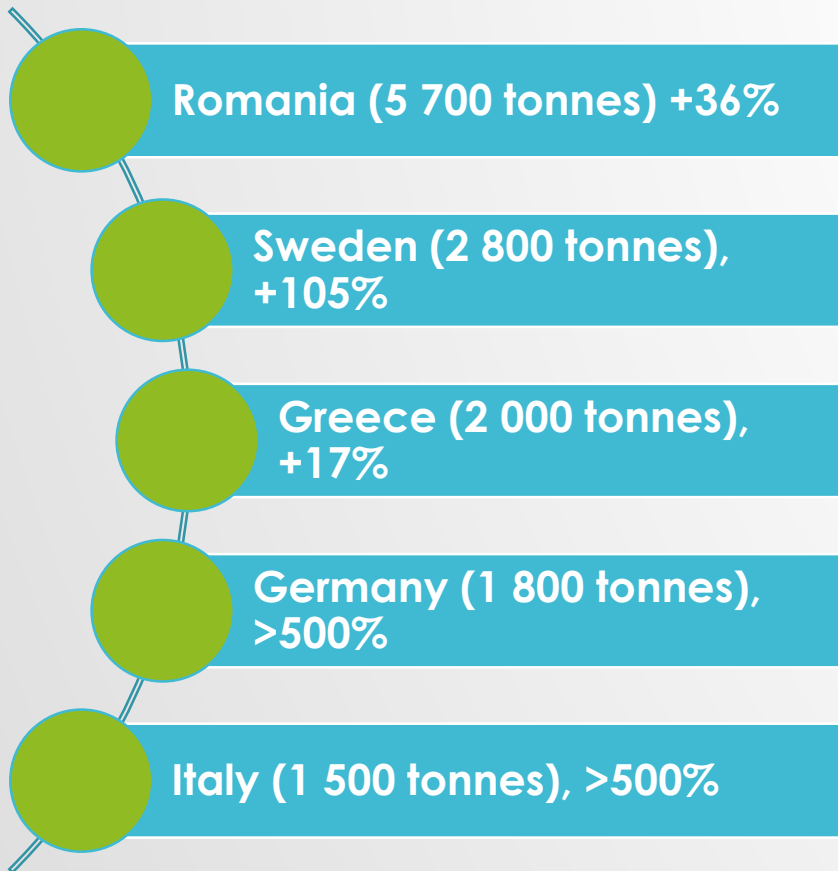 Romania (5 700 tonnes) +36%
Sweden (2 800 tonnes),
+105%
Greece (2 000 tonnes),
+17%
Germany (1 800 tonnes),
>500%
Italy (1 500 tonnes), >500%